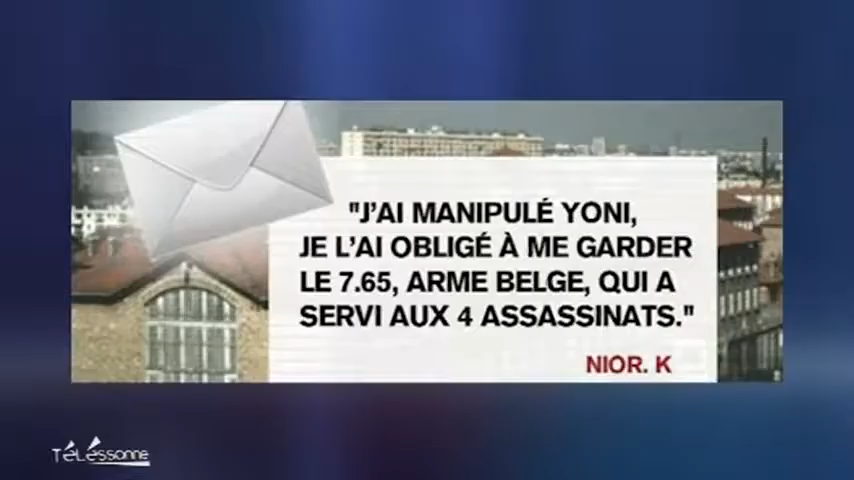 "J'AI MANIPULÉ YONI,
JE L'AI OBLIGÉ À ME GARDER
LE 7.65, ARME BELGE, QUI A
SERVI AUX 4 ASSASSINATS."
NIOR. K
TéLéssonne